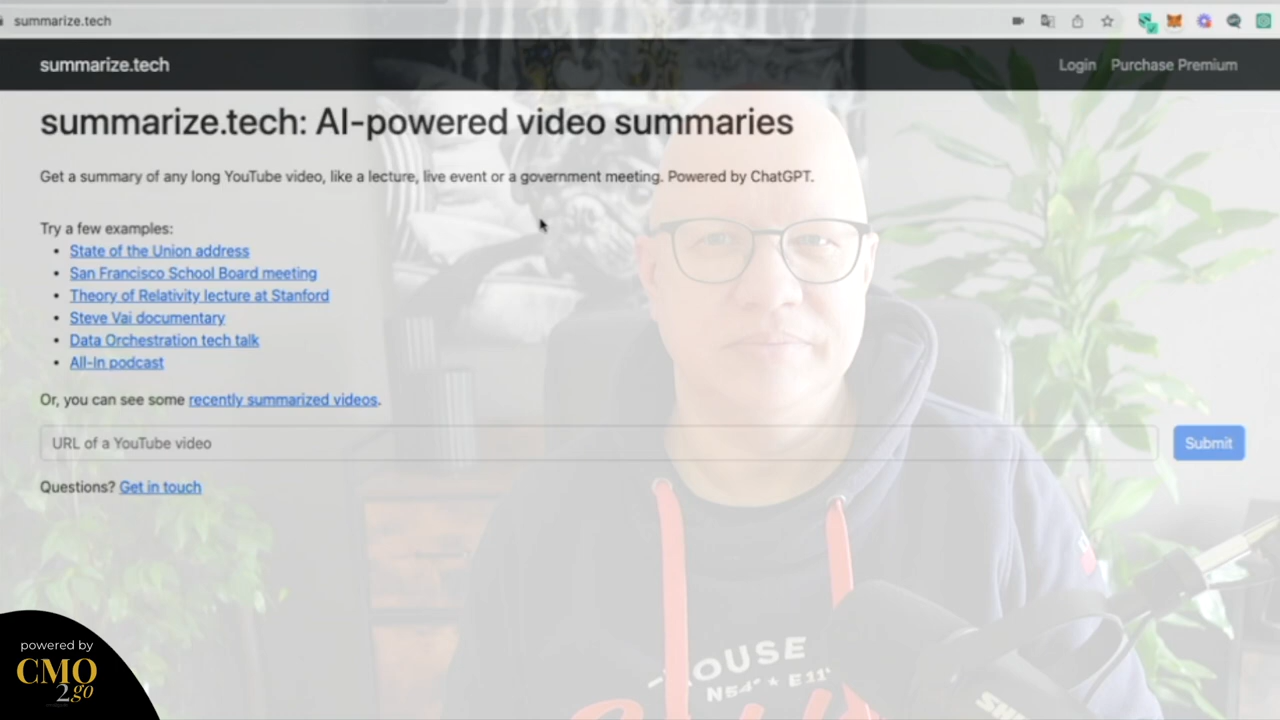 summarize.tech
summarize.tech
Login Purchase Premium
summarize.tech: AI-powered video summaries
Get a summary of any long YouTube video, like a lecture, live event or a government meeting. Powered by ChatGPT.
Try a few examples:
State of the Union address
San Francisco School Board meeting
Theory of Relativity lecture at Stanford
Steve Vai documentary
Data Orchestration tech talk
All-In podcast
Or, you can see some recently summarized videos.
URL of a YouTube video
Submit
Questions? Get in touch
HOUSE
N54° ★ E11°
powered by
CMO
2go